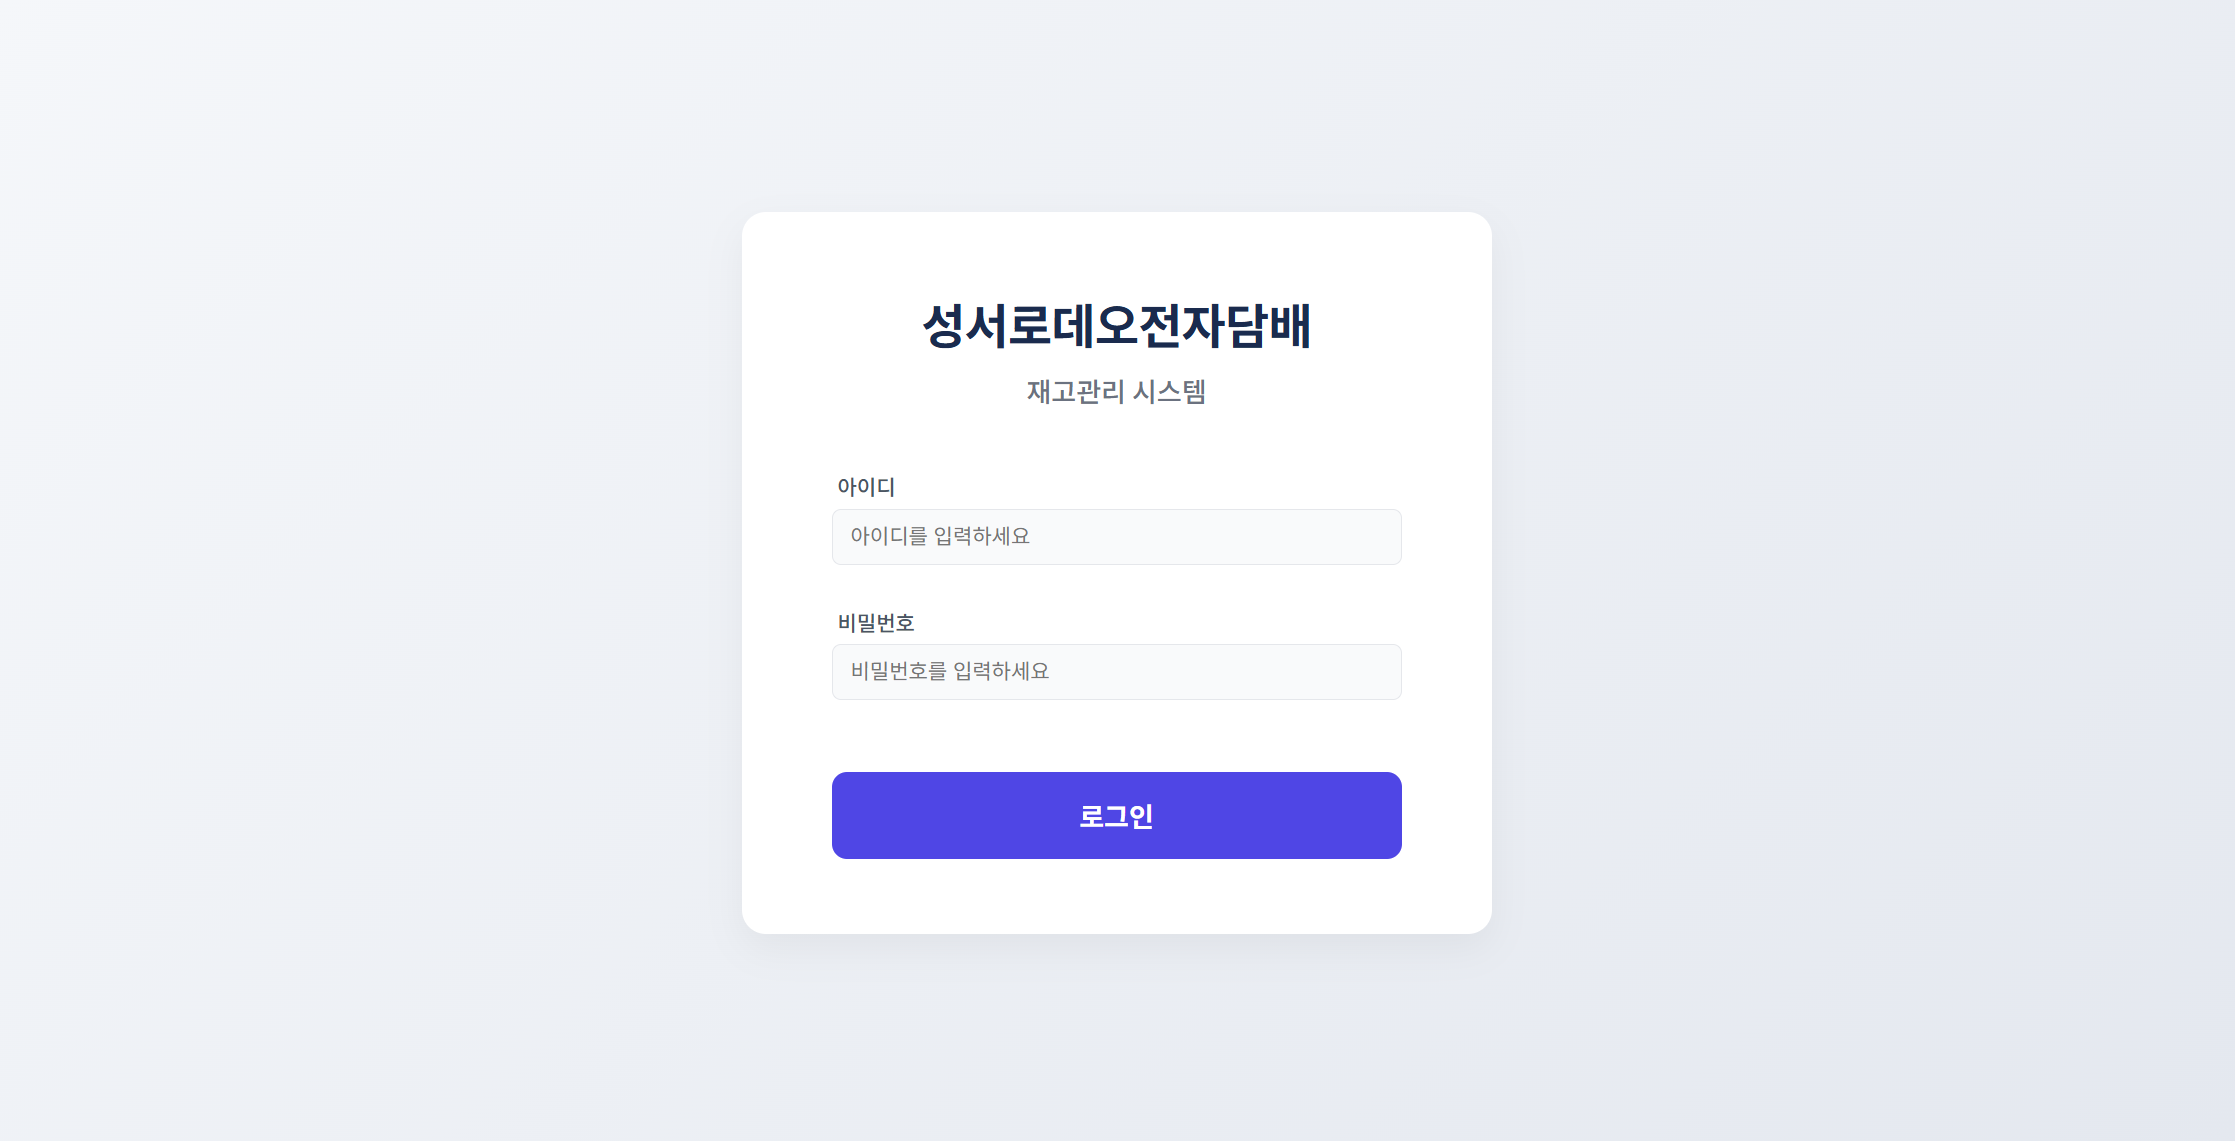 성서로데오전자담배
재고관리 시스템
아이디
아이디를 입력하세요
비밀번호
비밀번호를 입력하세요
로그인